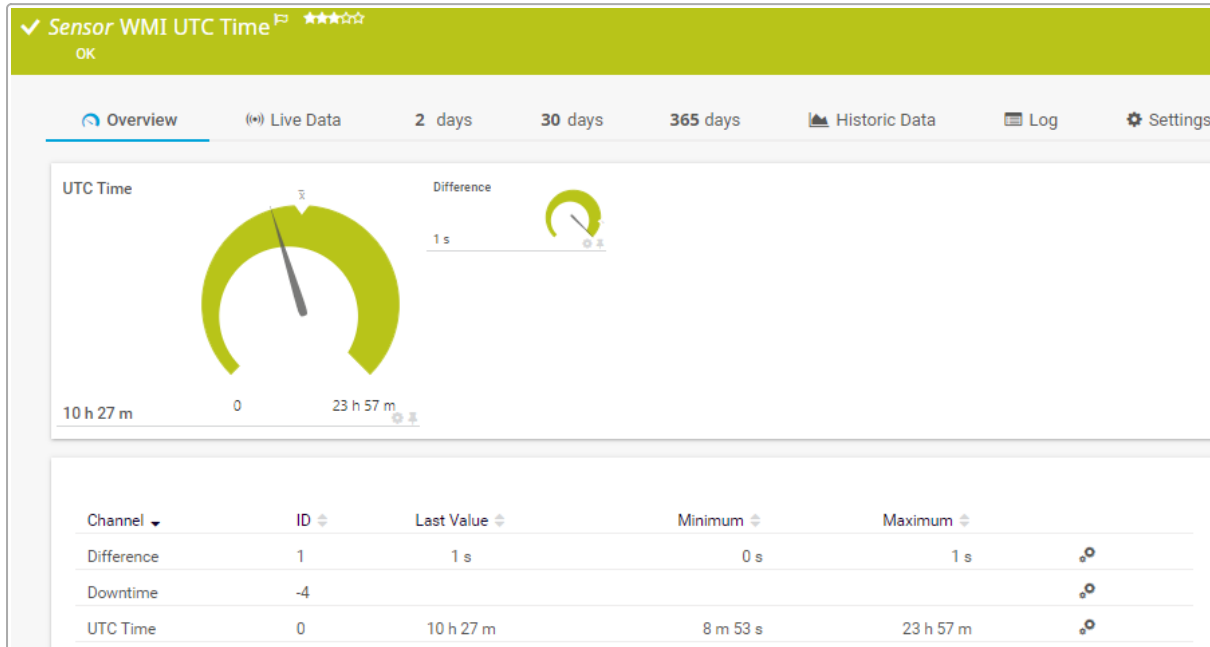 Sensor WMI UTC Time
OK
Overview Live Data 2 days 30 days 365 days Historic Data Log Settings
UTC Time
x̄
Difference
1 s
0 23 h 57 m
10 h 27 m
Channel ID Last Value Minimum Maximum
Difference 1 1 s 0 s 1 s
Downtime -4
UTC Time 0 10 h 27 m 8 m 53 s 23 h 57 m